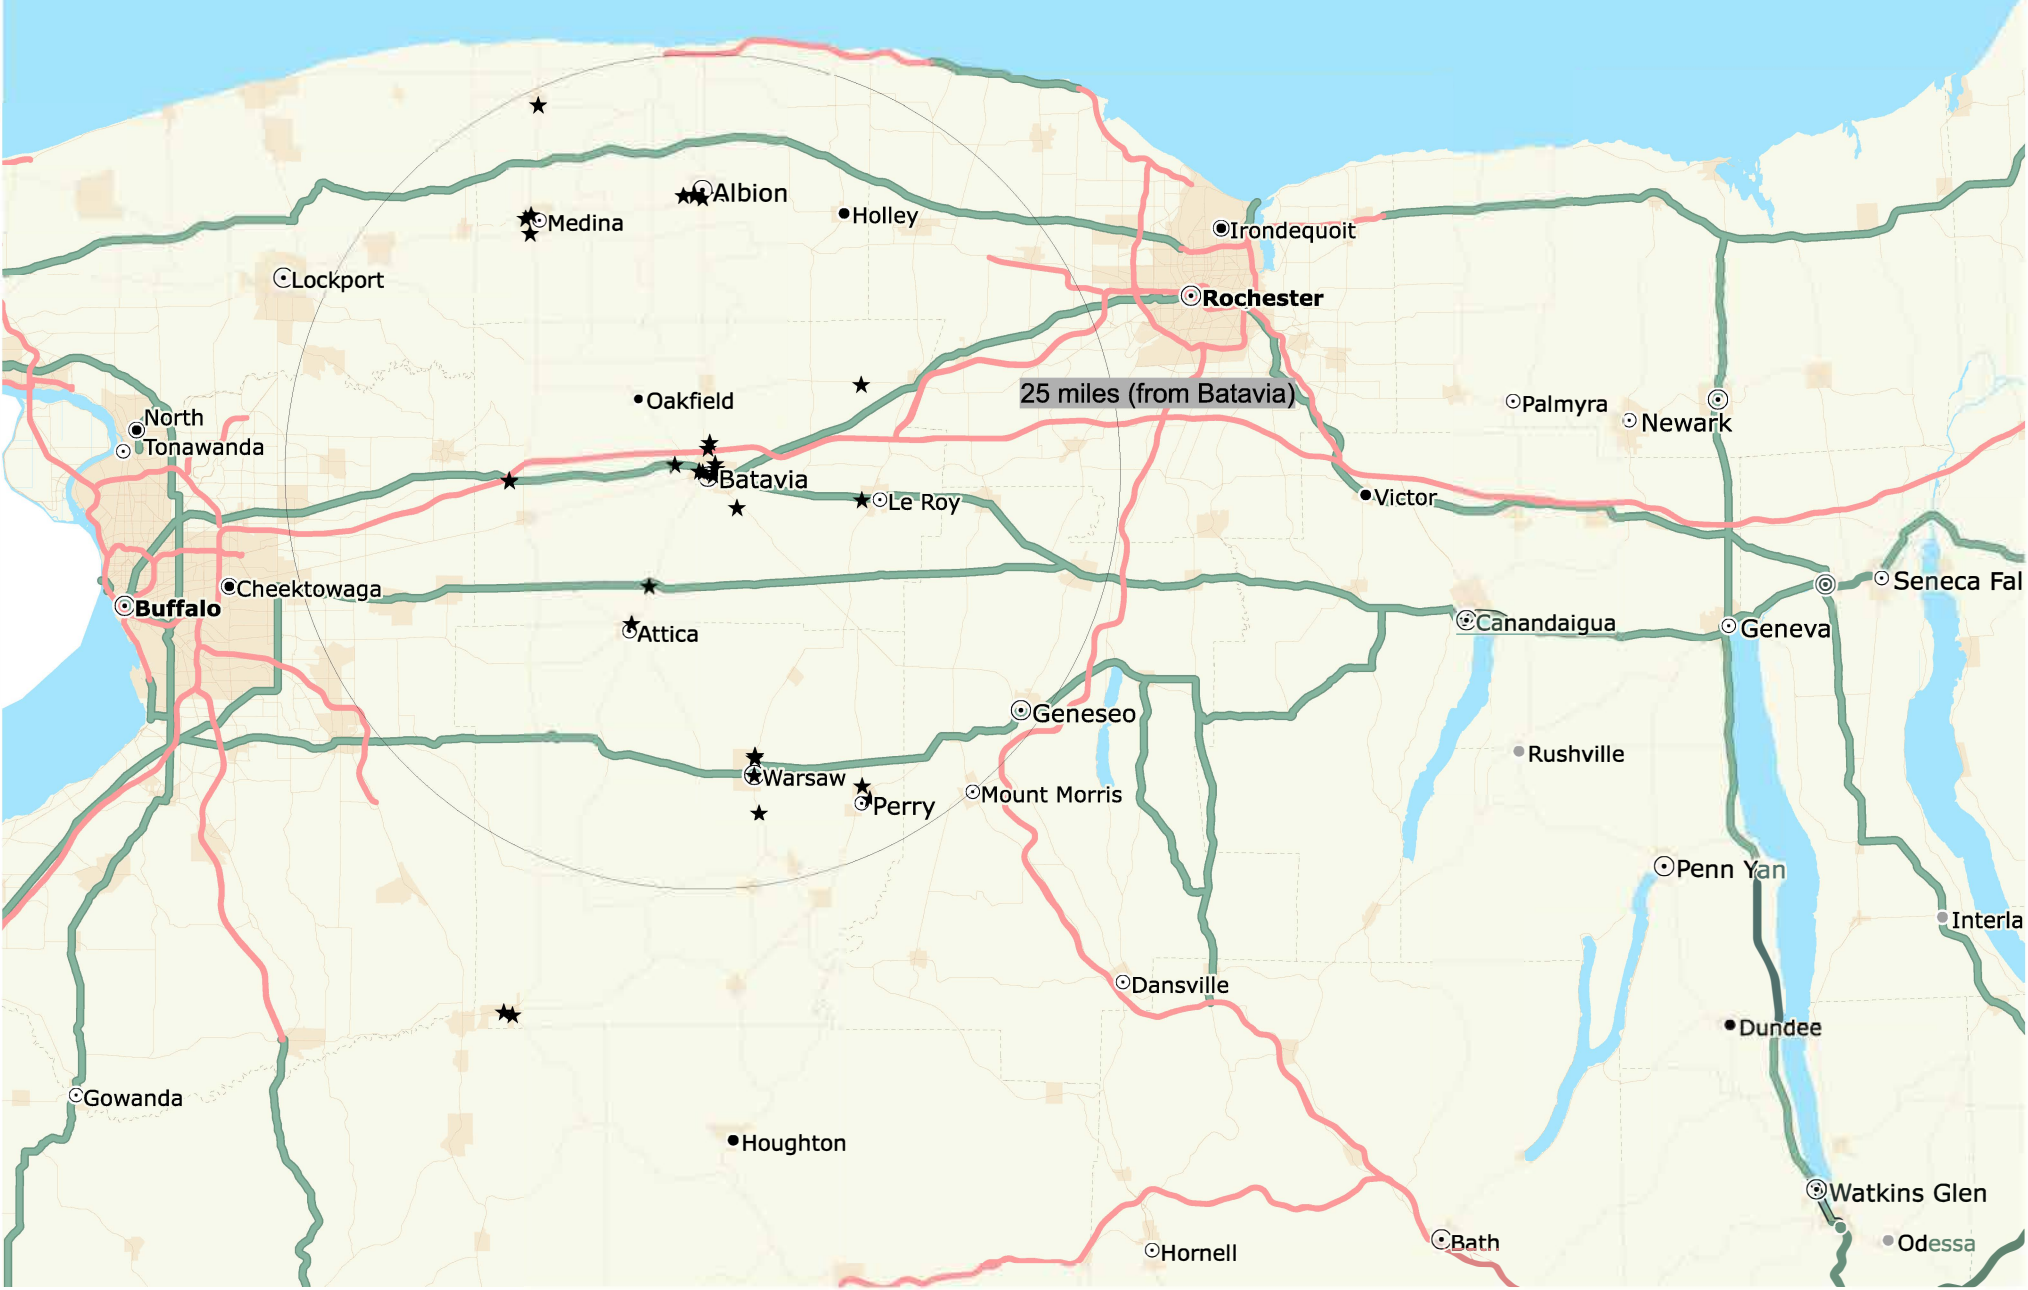 Albion
Holley
Medina
Irondequoit
Lockport
Rochester
25 miles (from Batavia)
Oakfield
Palmyra
Newark
North
Tonawanda
Batavia
Le Roy
Victor
Cheektowaga
Seneca Fal
Buffalo
Attica
Canandaigua
Geneva
Geneseo
Rushville
Warsaw
Mount Morris
Perry
Penn Yan
Interla
Dansville
Dundee
Gowanda
Houghton
Watkins Glen
Hornell
Bath
Odessa